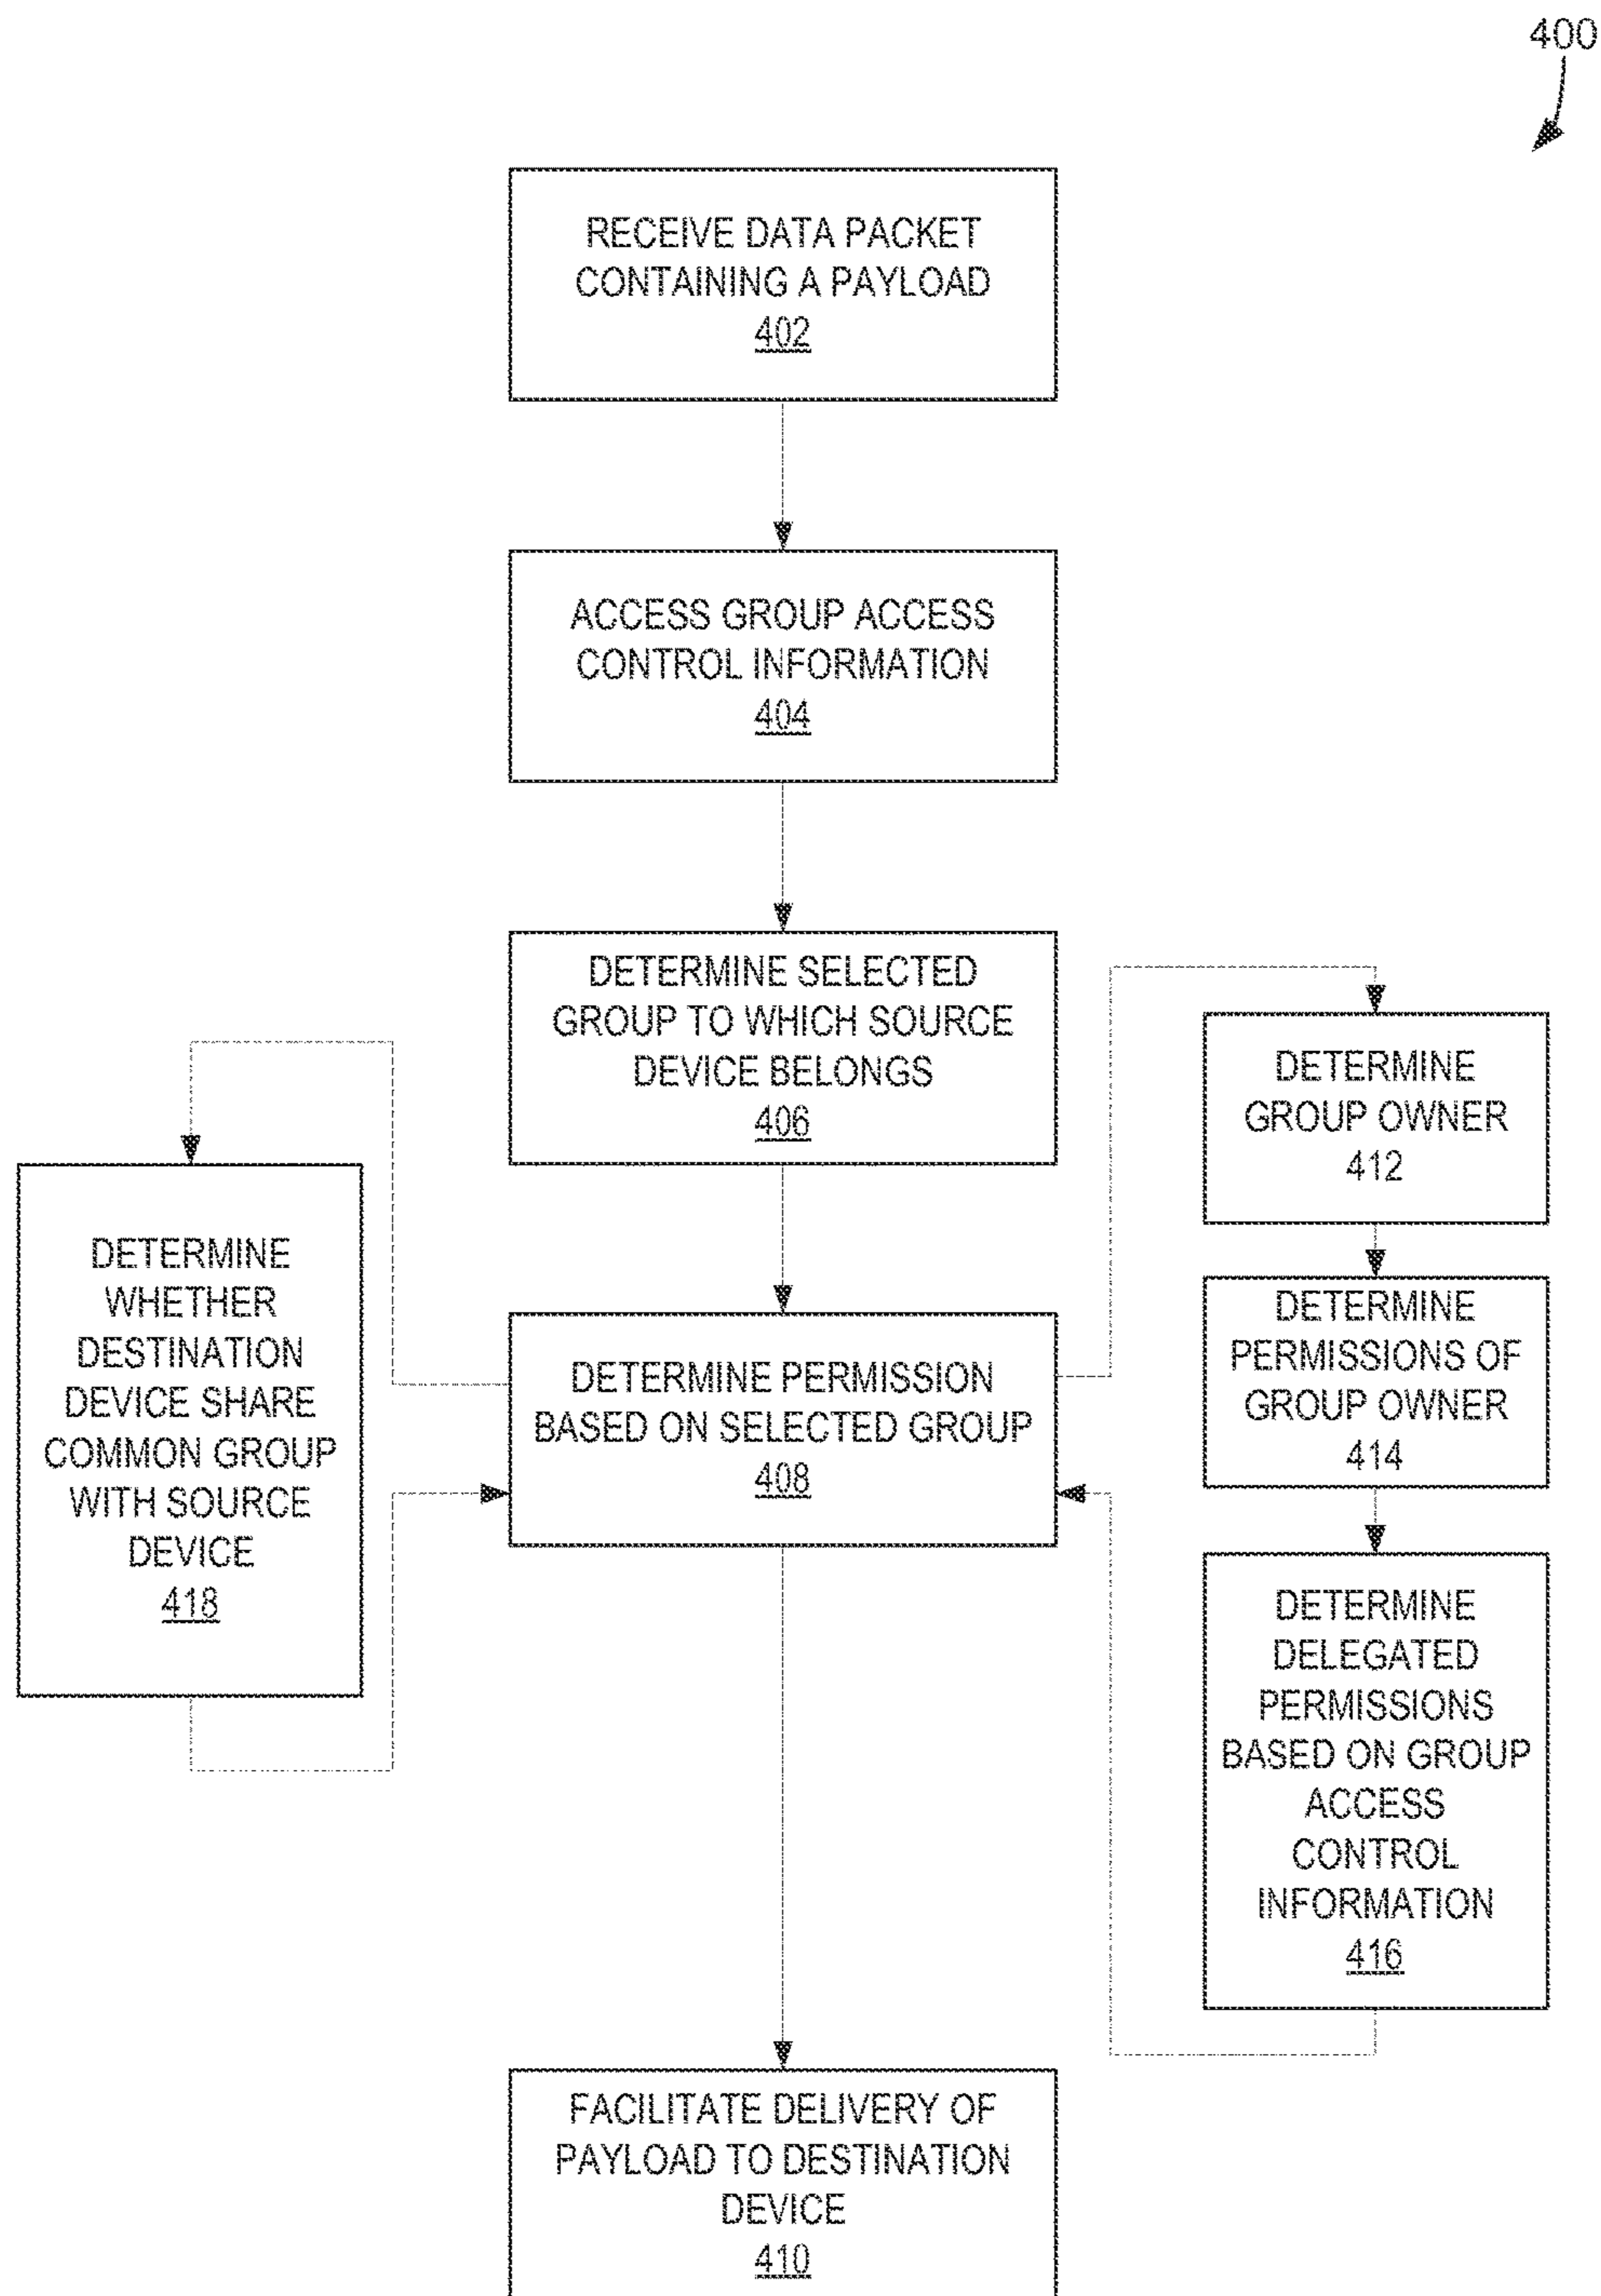 400
RECEIVE DATA PACKET
CONTAINING A PAYLOAD
402
ACCESS GROUP ACCESS
CONTROL INFORMATION
404
DETERMINE SELECTED
GROUP TO WHICH SOURCE
DEVICE BELONGS
406
DETERMINE
GROUP OWNER
412
DETERMINE
WHETHER
DESTINATION
DEVICE SHARE
COMMON GROUP
WITH SOURCE
DEVICE
418
DETERMINE PERMISSION
BASED ON SELECTED GROUP
408
DETERMINE
PERMISSIONS OF
GROUP OWNER
414
DETERMINE
DELEGATED
PERMISSIONS
BASED ON GROUP
ACCESS
CONTROL
INFORMATION
416
FACILITATE DELIVERY OF
PAYLOAD TO DESTINATION
DEVICE
410